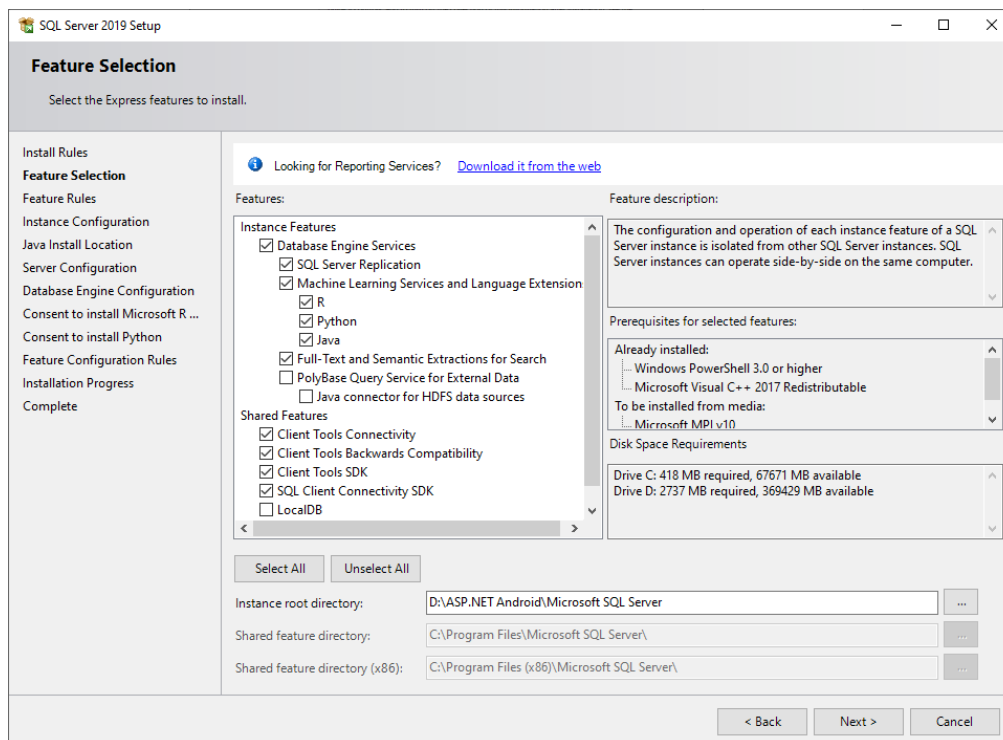 SQL Server 2019 Setup
Feature Selection
Select the Express features to install.
Install Rules
Feature Selection
Feature Rules
Instance Configuration
Java Install Location
Server Configuration
Database Engine Configuration
Consent to install Microsoft R ...
Consent to install Python
Feature Configuration Rules
Installation Progress
Complete
Looking for Reporting Services? Download it from the web
Features:
Instance Features
Database Engine Services
SQL Server Replication
Machine Learning Services and Language Extension
R
Python
Java
Full-Text and Semantic Extractions for Search
PolyBase Query Service for External Data
Java connector for HDFS data sources
Shared Features
Client Tools Connectivity
Client Tools Backwards Compatibility
Client Tools SDK
SQL Client Connectivity SDK
LocalDB
Feature description:
The configuration and operation of each instance feature of a SQL
Server instance is isolated from other SQL Server instances. SQL
Server instances can operate side-by-side on the same computer.
Prerequisites for selected features:
Already installed:
Windows PowerShell 3.0 or higher
Microsoft Visual C++ 2017 Redistributable
To be installed from media:
Microsoft MPI v10
Disk Space Requirements
Drive C: 418 MB required, 67671 MB available
Drive D: 2737 MB required, 369429 MB available
Select All
Unselect All
Instance root directory:
D:\ASP.NET Android\Microsoft SQL Server
...
Shared feature directory:
C:\Program Files\Microsoft SQL Server\
...
Shared feature directory (x86):
C:\Program Files (x86)\Microsoft SQL Server\
...
< Back
Next >
Cancel